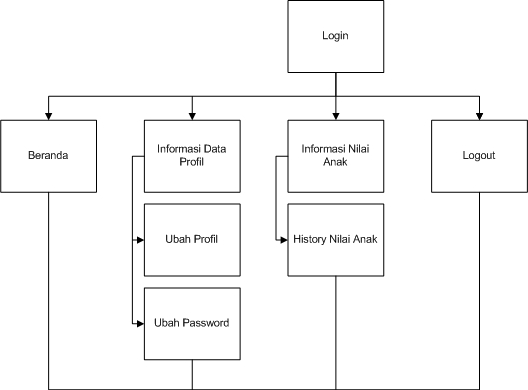 Login
Beranda
Informasi Data
Profil
Informasi Nilai
Anak
Logout
Ubah Profil
History Nilai Anak
Ubah Password